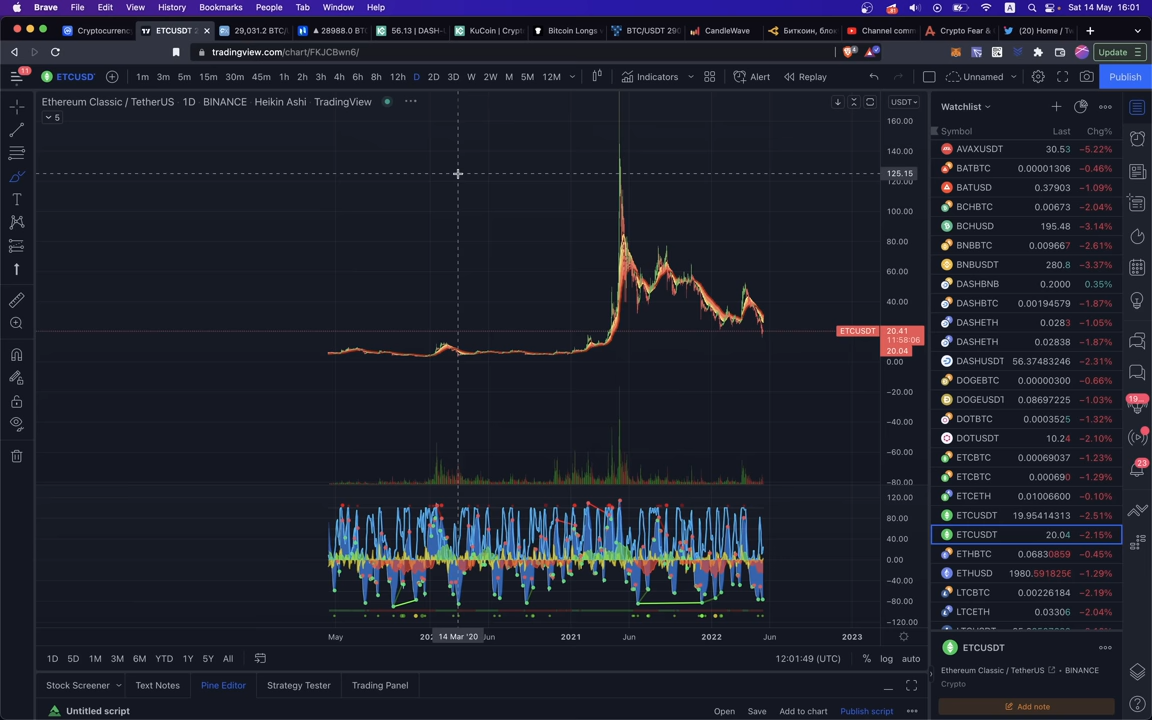 Brave File Edit View History Bookmarks People Tab Window Help A Sat 14 May 16:01
Cryptocurrenc ETCUSDT 2 29,031.2 BTC/ 28988.0 BT 56.13 | DASH- KuCoin | Crypt Bitcoin Longs BTC/USDT 290 CandleWave Биткоин, блок Channel comm Crypto Fear & (20) Home / Tw
tradingview.com/chart/FKJCBwn6/ Update
11 ETCUSD 1m 3m 5m 15m 30m 45m 1h 2h 3h 4h 6h 8h 12h D 2D 3D W 2W M 5M 12M Indicators Alert Replay Unnamed Publish
Ethereum Classic / TetherUS · 1D · BINANCE · Heikin Ashi · TradingView
5
USDT
160.00
140.00
125.15
120.00
100.00
80.00
60.00
40.00
ETCUSDT 20.41
11:58:06
20.04
0.00
−20.00
−40.00
−60.00
−80.00
120.00
80.00
40.00
0.00
−40.00
−80.00
−120.00
May 202 14 Mar '20 Jun 2021 Jun 2022 Jun 2023
1D 5D 1M 3M 6M YTD 1Y 5Y All 12:01:49 (UTC) % log auto
Stock Screener Text Notes Pine Editor Strategy Tester Trading Panel
Untitled script Open Save Add to chart Publish script
Watchlist
Symbol Last Chg%
AVAXUSDT 30.53 −5.22%
BATBTC 0.00001306 −0.46%
BATUSD 0.37903 −1.09%
BCHBTC 0.00673 −2.04%
BCHUSD 195.48 −3.14%
BNBBTC 0.009667 −2.61%
BNBUSDT 280.8 −3.37%
DASHBNB 0.2000 0.35%
DASHBTC 0.00194579 −1.87%
DASHETH 0.0283 −1.05%
DASHETH 0.02838 −1.87%
DASHUSDT 56.37483246 −2.31%
DOGEBTC 0.00000300 −0.66%
DOGEUSDT 0.08697225 −1.03%
DOTBTC 0.0003525 −1.32%
DOTUSDT 10.24 −2.10%
ETCBTC 0.00069037 −1.23%
ETCBTC 0.000690 −1.27%
ETCETH 0.01006600 −0.10%
ETCUSDT 19.95414313 −2.51%
ETCUSDT 20.04 −2.15%
ETHBTC 0.06830859 −0.45%
ETHUSD 1980.5918256 −1.29%
LTCBTC 0.00226184 −2.19%
LTCETH 0.03306 −2.04%
ETCUSDT
Ethereum Classic / TetherUS · BINANCE
Crypto
Add note
19...
23